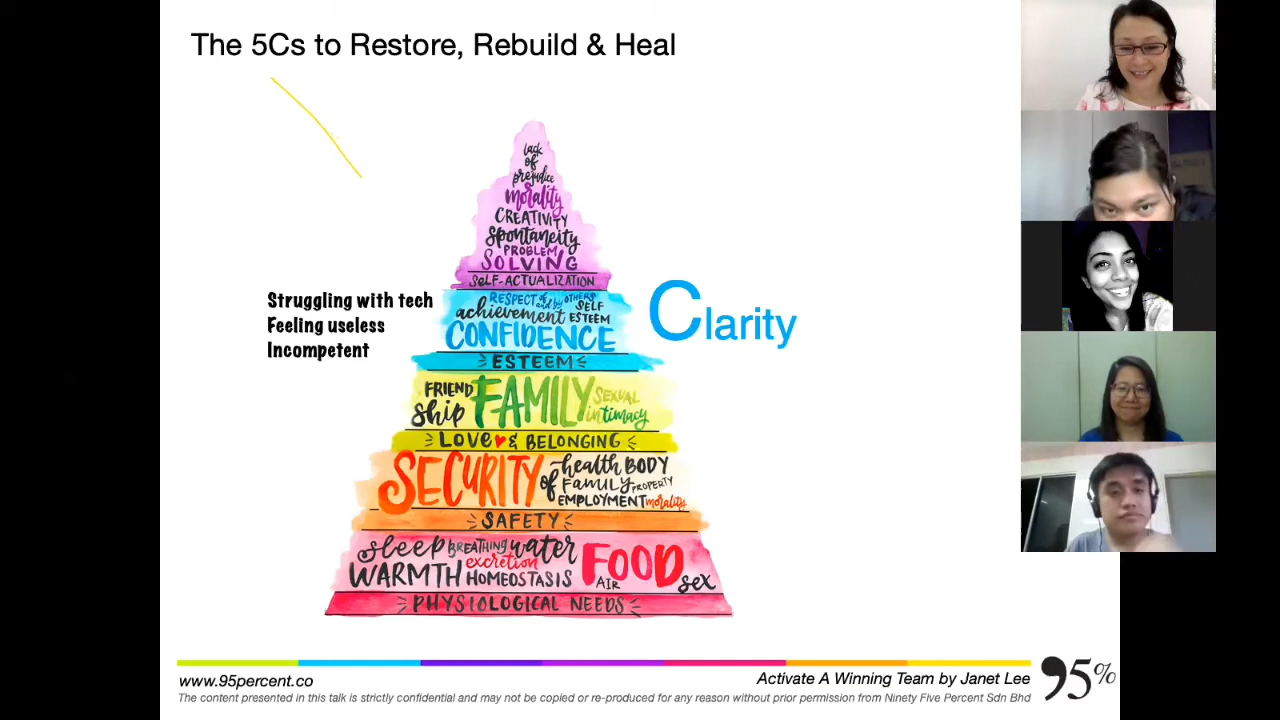 The 5Cs to Restore, Rebuild & Heal
lack
of
prejudice
morality
CREATIVITY
spontaneity
PROBLEM
SOLVING
SELF-ACTUALIZATION
Struggling with tech
Feeling useless
Incompetent
RESPECT of and by OTHERS
achievement SELF ESTEEM
CONFIDENCE
ESTEEM
Clarity
FRIENDship FAMILY SEXUAL intimacy
LOVE & BELONGING
SECURITY of health BODY
FAMILY PROPERTY
EMPLOYMENT morality
SAFETY
sleep BREATHING water
excretion FOOD
WARMTH HOMEOSTASIS AIR sex
PHYSIOLOGICAL NEEDS
www.95percent.co
Activate A Winning Team by Janet Lee
95%
The content presented in this talk is strictly confidential and may not be copied or re-produced for any reason without prior permission from Ninety Five Percent Sdn Bhd